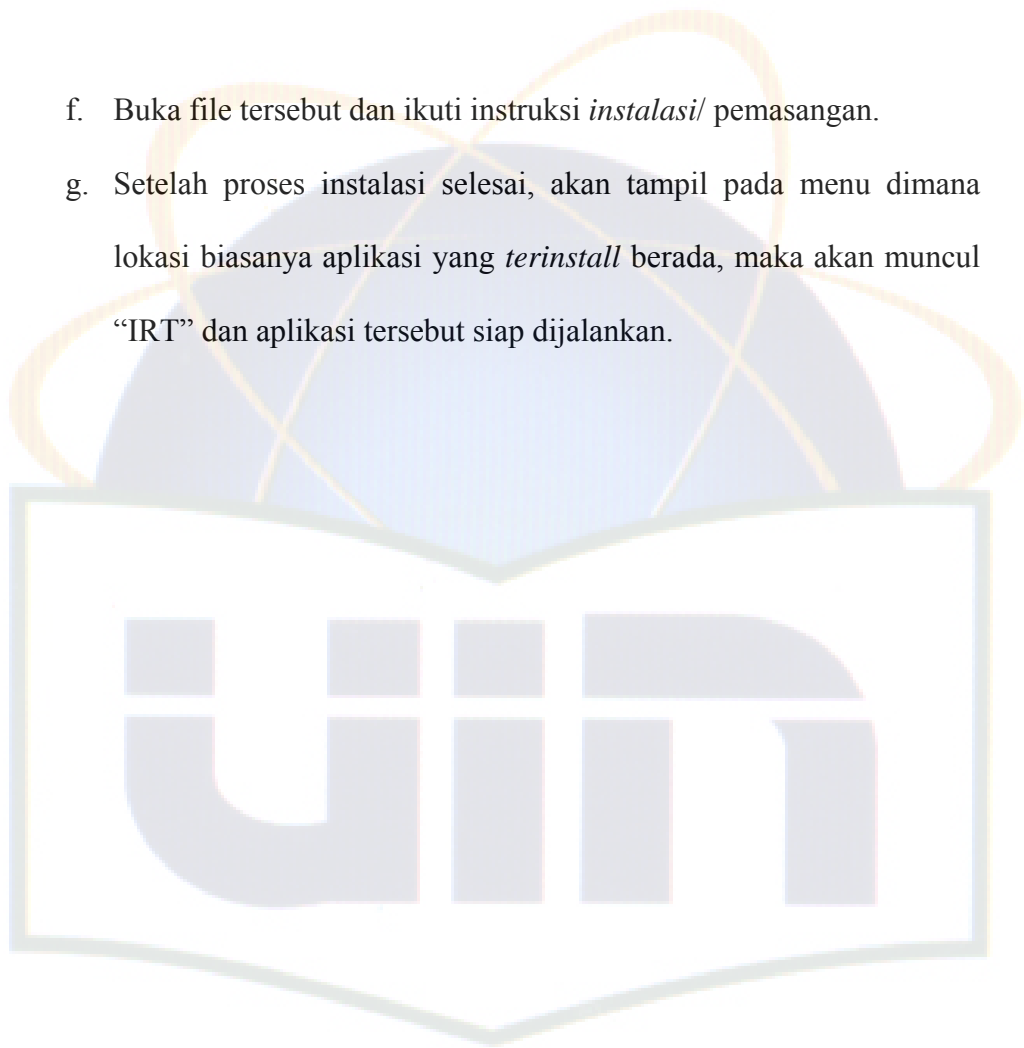 f. Buka file tersebut dan ikuti instruksi instalasi/ pemasangan.
g. Setelah proses instalasi selesai, akan tampil pada menu dimana
lokasi biasanya aplikasi yang terinstall berada, maka akan muncul
“IRT” dan aplikasi tersebut siap dijalankan.
uin